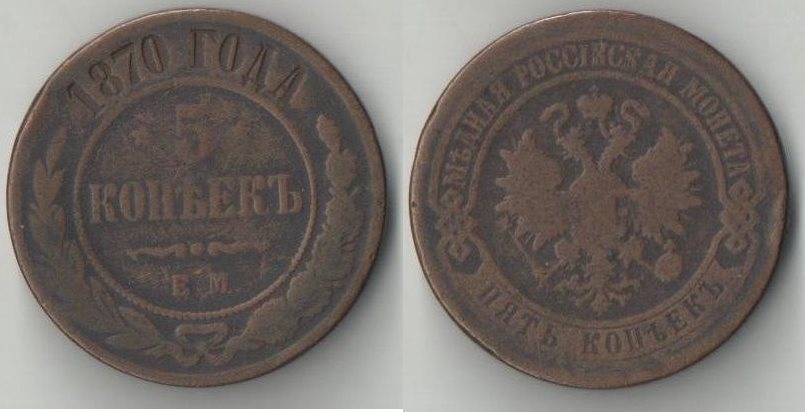 1870 ГОДА
5
КОПѢЕКЪ
Е.М.
МѢДНАЯ РОССІЙСКАЯ МОНЕТА
ПЯТЬ КОПѢЕКЪ